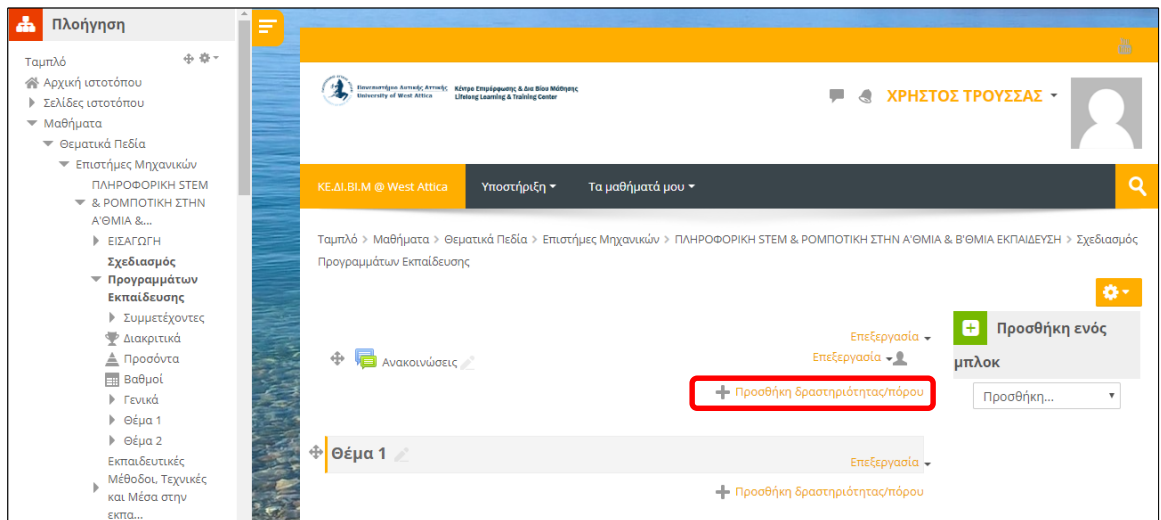 Πλοήγηση
Ταμπλό
Αρχική ιστοτόπου
Σελίδες ιστοτόπου
Μαθήματα
Θεματικά Πεδία
Επιστήμες Μηχανικών
ΠΛΗΡΟΦΟΡΙΚΗ STEM
& ΡΟΜΠΟΤΙΚΗ ΣΤΗΝ
Α'ΘΜΙΑ &...
ΕΙΣΑΓΩΓΗ
Σχεδιασμός
Προγραμμάτων
Εκπαίδευσης
Συμμετέχοντες
Διακριτικά
Προσόντα
Βαθμοί
Γενικά
Θέμα 1
Θέμα 2
Εκπαιδευτικές
Μέθοδοι, Τεχνικές
και Μέσα στην
εκπα...
Πανεπιστήμιο Δυτικής Αττικής
University of West Attica
Κέντρο Επιμόρφωσης & Δια Βίου Μάθησης
Lifelong Learning & Training Center
ΧΡΗΣΤΟΣ ΤΡΟΥΣΣΑΣ
ΚΕ.ΔΙ.ΒΙ.Μ @ West Attica
Υποστήριξη
Τα μαθήματά μου
Ταμπλό > Μαθήματα > Θεματικά Πεδία > Επιστήμες Μηχανικών > ΠΛΗΡΟΦΟΡΙΚΗ STEM & ΡΟΜΠΟΤΙΚΗ ΣΤΗΝ Α'ΘΜΙΑ & Β'ΘΜΙΑ ΕΚΠΑΙΔΕΥΣΗ > Σχεδιασμός
Προγραμμάτων Εκπαίδευσης
Επεξεργασία
Ανακοινώσεις
Επεξεργασία
Προσθήκη δραστηριότητας/πόρου
Θέμα 1
Επεξεργασία
Προσθήκη δραστηριότητας/πόρου
Προσθήκη ενός
μπλοκ
Προσθήκη...